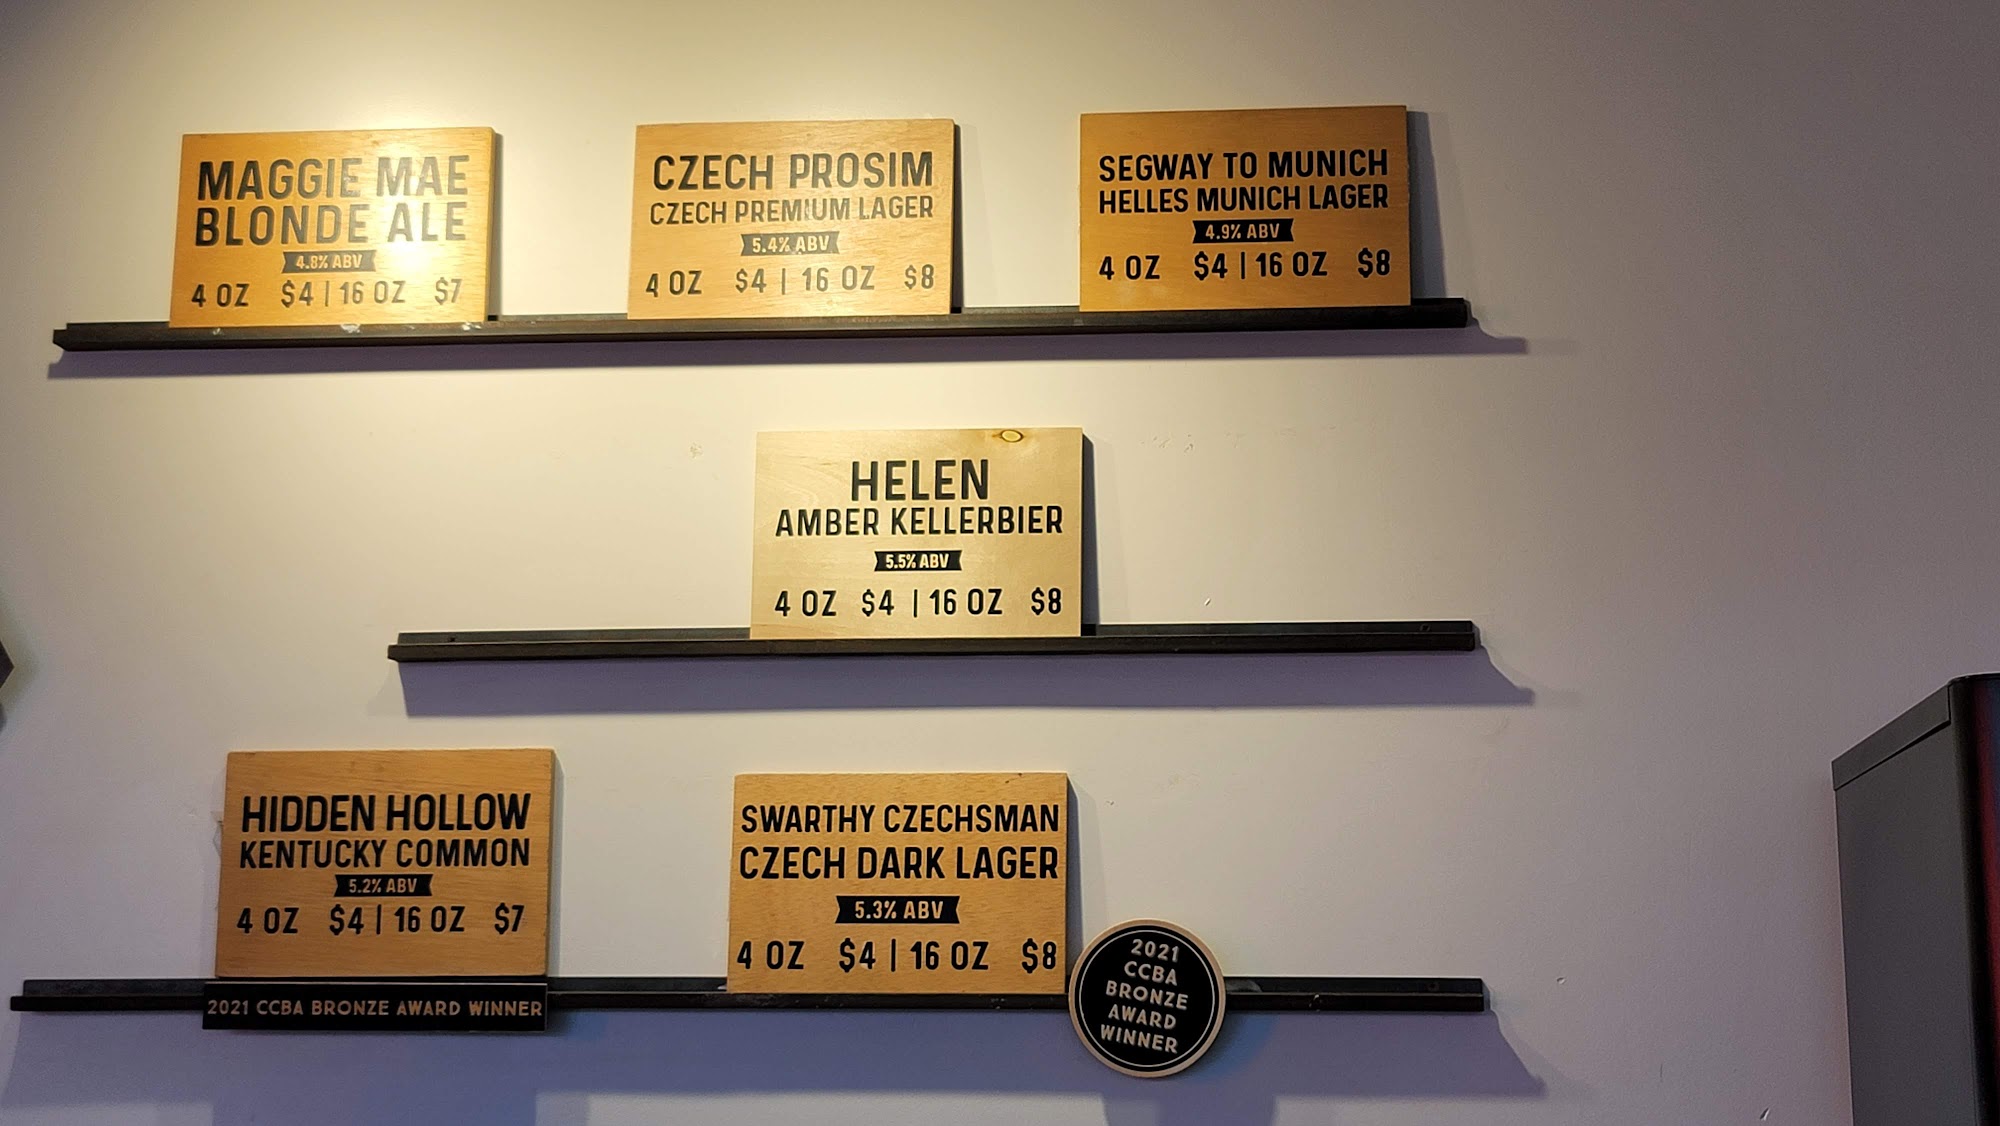 MAGGIE MAE
BLONDE ALE
4.8% ABV
4 OZ $4 | 16 OZ $7
CZECH PROSIM
CZECH PREMIUM LAGER
5.4% ABV
4 OZ $4 | 16 OZ $8
SEGWAY TO MUNICH
HELLES MUNICH LAGER
4.9% ABV
4 OZ $4 | 16 OZ $8
HELEN
AMBER KELLERBIER
5.5% ABV
4 OZ $4 | 16 OZ $8
HIDDEN HOLLOW
KENTUCKY COMMON
5.2% ABV
4 OZ $4 | 16 OZ $7
2021 CCBA BRONZE AWARD WINNER
SWARTHY CZECHSMAN
CZECH DARK LAGER
5.3% ABV
4 OZ $4 | 16 OZ $8
2021
CCBA
BRONZE
AWARD
WINNER